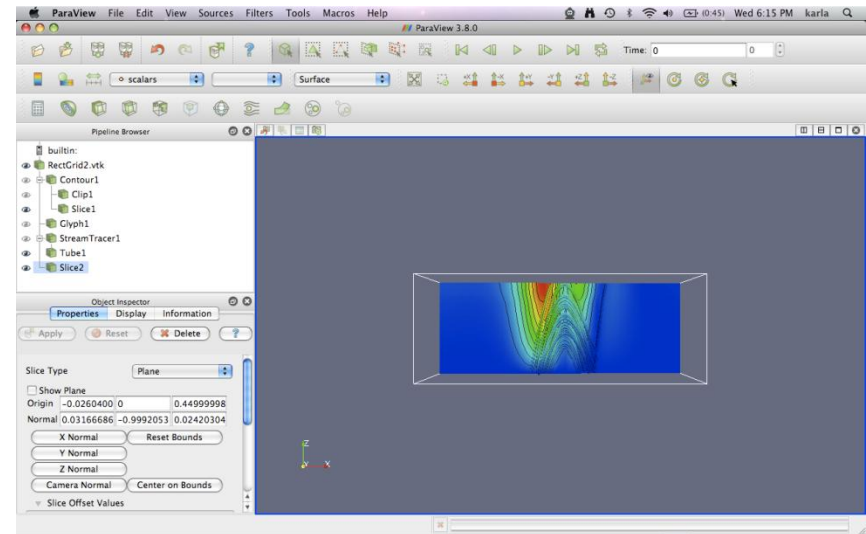 ParaView File Edit View Sources Filters Tools Macros Help (0:45) Wed 6:15 PM karla
ParaView 3.8.0
? Time: 0 0
scalars Surface
Pipeline Browser
builtin:
RectGrid2.vtk
Contour1
Clip1
Slice1
Glyph1
StreamTracer1
Tube1
Slice2
Object Inspector
Properties Display Information
Apply Reset Delete ?
Slice Type Plane
Show Plane
Origin -0.0260400 0 0.44999998
Normal 0.03166686 -0.9992053 0.02420304
X Normal Reset Bounds
Y Normal
Z Normal
Camera Normal Center on Bounds
Slice Offset Values
Z
Y X